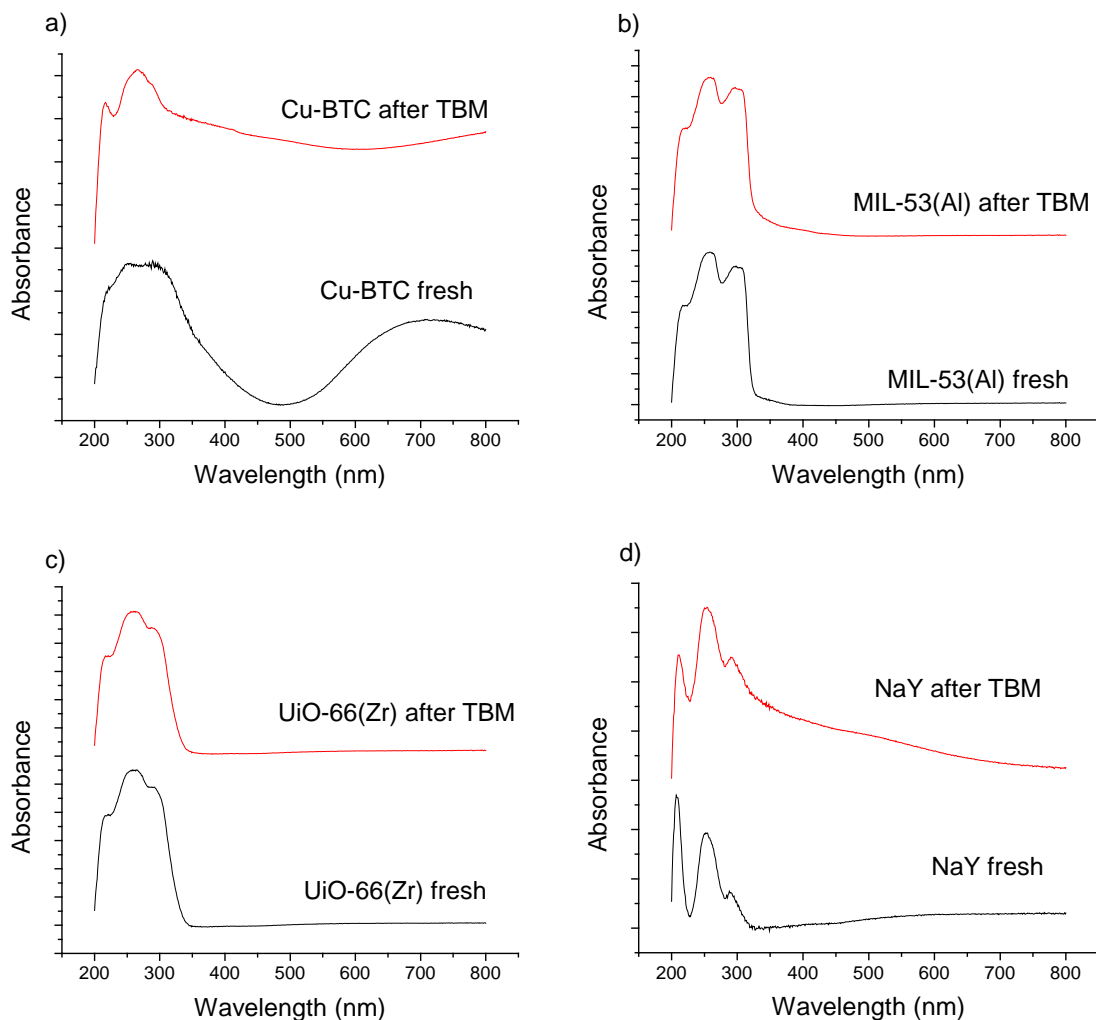 a)
Cu-BTC after TBM
Cu-BTC fresh
Absorbance
200 300 400 500 600 700 800
Wavelength (nm)
b)
MIL-53(Al) after TBM
MIL-53(Al) fresh
Absorbance
200 300 400 500 600 700 800
Wavelength (nm)
c)
UiO-66(Zr) after TBM
UiO-66(Zr) fresh
Absorbance
200 300 400 500 600 700 800
Wavelength (nm)
d)
NaY after TBM
NaY fresh
Absorbance
200 300 400 500 600 700 800
Wavelength (nm)